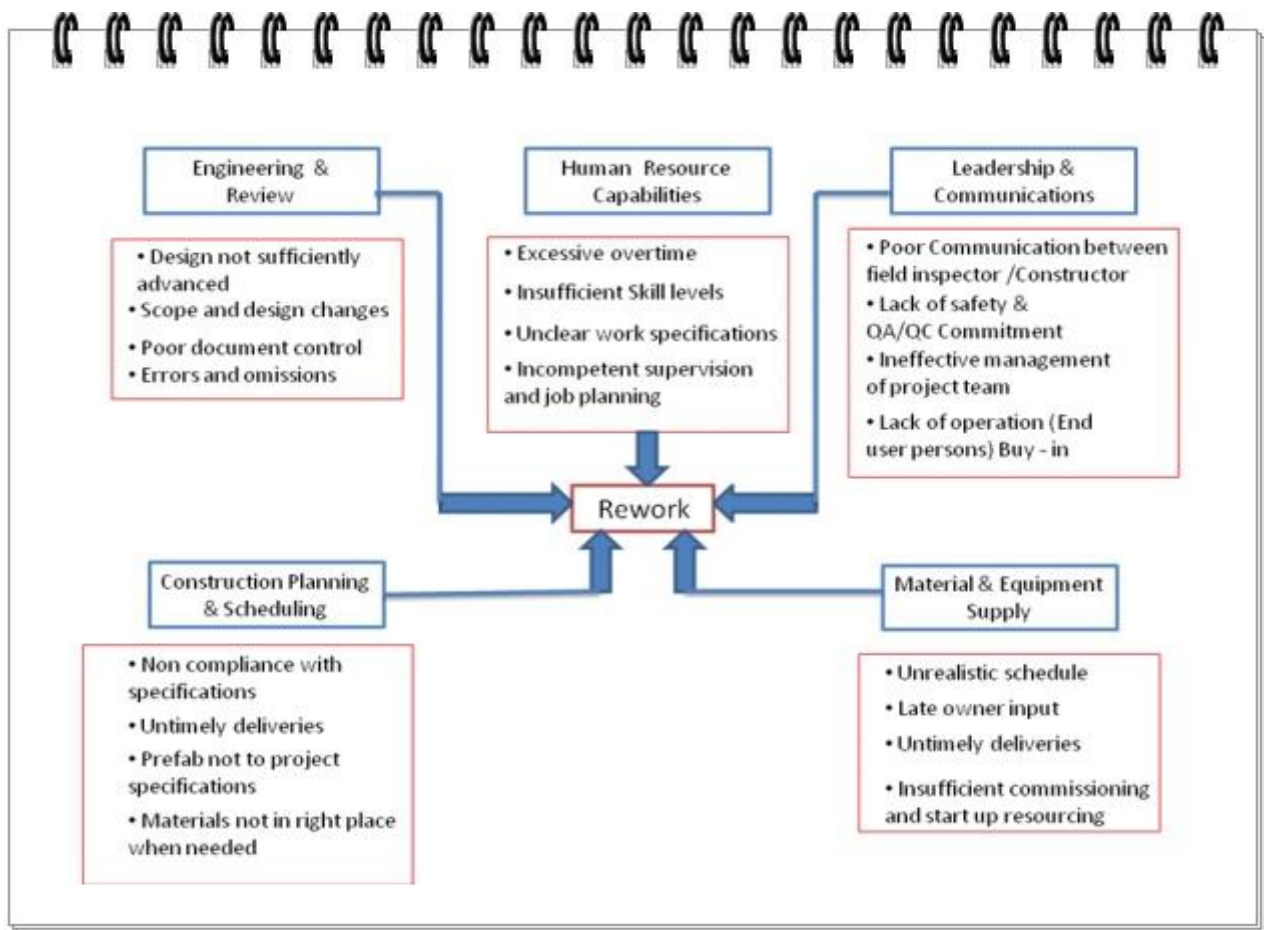 Engineering &
Review
• Design not sufficiently
advanced
• Scope and design changes
• Poor document control
• Errors and omissions
Human Resource
Capabilities
• Excessive overtime
• Insufficient Skill levels
• Unclear work specifications
• Incompetent supervision
and job planning
Leadership &
Communications
• Poor Communication between
field inspector /Constructor
• Lack of safety &
QA/QC Commitment
• Ineffective management
of project team
• Lack of operation (End
user persons) Buy - in
Rework
Construction Planning
& Scheduling
• Non compliance with
specifications
• Untimely deliveries
• Prefab not to project
specifications
• Materials not in right place
when needed
Material & Equipment
Supply
• Unrealistic schedule
• Late owner input
• Untimely deliveries
• Insufficient commissioning
and start up resourcing